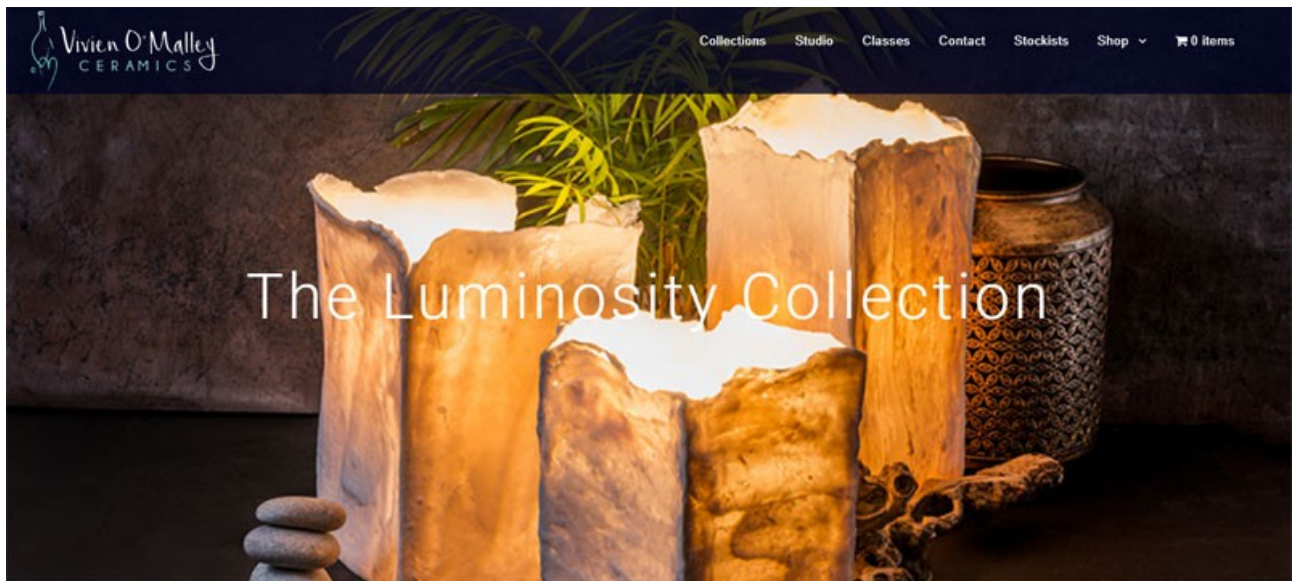 Vivien O'Malley
CERAMICS
Collections Studio Classes Contact Stockists Shop 0 items
The Luminosity Collection